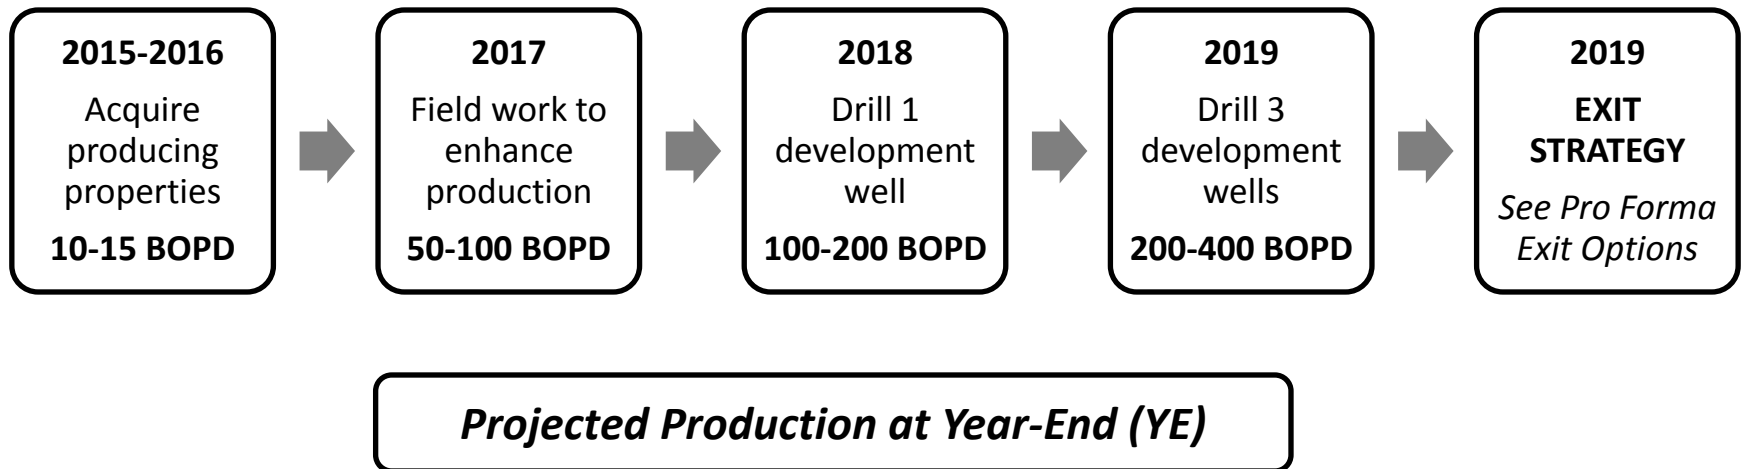 2015-2016
Acquire
producing
properties
10-15 BOPD
2017
Field work to
enhance
production
50-100 BOPD
2018
Drill 1
development
well
100-200 BOPD
2019
Drill 3
development
wells
200-400 BOPD
2019
EXIT
STRATEGY
See Pro Forma
Exit Options
Projected Production at Year-End (YE)